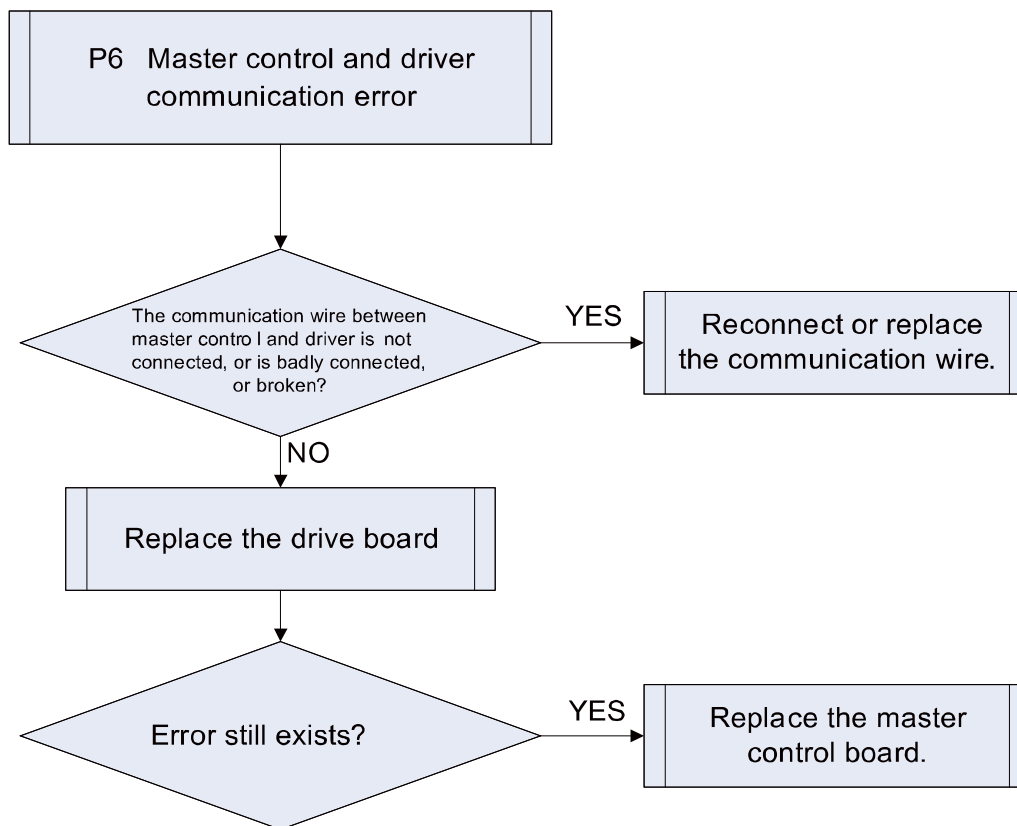 P6 Master control and driver
communication error
The communication wire between
master contro l and driver is not
connected, or is badly connected,
or broken?
YES
Reconnect or replace
the communication wire.
NO
Replace the drive board
Error still exists?
YES
Replace the master
control board.